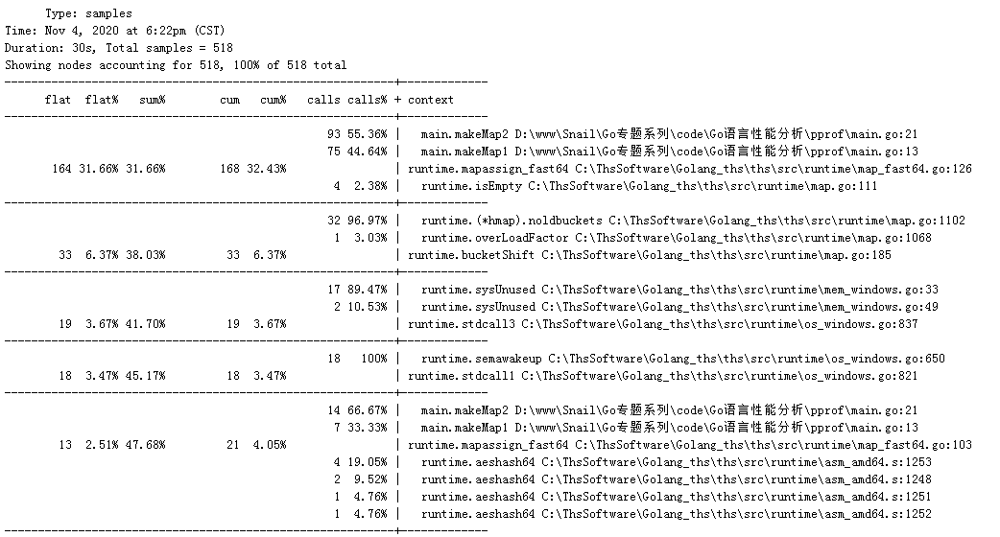 Type: samples
Time: Nov 4, 2020 at 6:22pm (CST)
Duration: 30s, Total samples = 518
Showing nodes accounting for 518, 100% of 518 total
----------------------------------------------------------+-------------
flat flat% sum% cum cum% calls calls% + context
----------------------------------------------------------+-------------
93 55.36% | main.makeMap2 D:\www\Snail\Go专题系列\code\Go语言性能分析\pprof\main.go:21
75 44.64% | main.makeMap1 D:\www\Snail\Go专题系列\code\Go语言性能分析\pprof\main.go:13
164 31.66% 31.66% 168 32.43% | runtime.mapassign_fast64 C:\ThsSoftware\Golang_ths\ths\src\runtime\map_fast64.go:126
4 2.38% | runtime.isEmpty C:\ThsSoftware\Golang_ths\ths\src\runtime\map.go:111
----------------------------------------------------------+-------------
32 96.97% | runtime.(*hmap).noldbuckets C:\ThsSoftware\Golang_ths\ths\src\runtime\map.go:1102
1 3.03% | runtime.overLoadFactor C:\ThsSoftware\Golang_ths\ths\src\runtime\map.go:1068
33 6.37% 38.03% 33 6.37% | runtime.bucketShift C:\ThsSoftware\Golang_ths\ths\src\runtime\map.go:185
----------------------------------------------------------+-------------
17 89.47% | runtime.sysUnused C:\ThsSoftware\Golang_ths\ths\src\runtime\mem_windows.go:33
2 10.53% | runtime.sysUnused C:\ThsSoftware\Golang_ths\ths\src\runtime\mem_windows.go:49
19 3.67% 41.70% 19 3.67% | runtime.stdcall3 C:\ThsSoftware\Golang_ths\ths\src\runtime\os_windows.go:837
----------------------------------------------------------+-------------
18 100% | runtime.semawakeup C:\ThsSoftware\Golang_ths\ths\src\runtime\os_windows.go:650
18 3.47% 45.17% 18 3.47% | runtime.stdcall1 C:\ThsSoftware\Golang_ths\ths\src\runtime\os_windows.go:821
----------------------------------------------------------+-------------
14 66.67% | main.makeMap2 D:\www\Snail\Go专题系列\code\Go语言性能分析\pprof\main.go:21
7 33.33% | main.makeMap1 D:\www\Snail\Go专题系列\code\Go语言性能分析\pprof\main.go:13
13 2.51% 47.68% 21 4.05% | runtime.mapassign_fast64 C:\ThsSoftware\Golang_ths\ths\src\runtime\map_fast64.go:103
4 19.05% | runtime.aeshash64 C:\ThsSoftware\Golang_ths\ths\src\runtime\asm_amd64.s:1253
2 9.52% | runtime.aeshash64 C:\ThsSoftware\Golang_ths\ths\src\runtime\asm_amd64.s:1248
1 4.76% | runtime.aeshash64 C:\ThsSoftware\Golang_ths\ths\src\runtime\asm_amd64.s:1251
1 4.76% | runtime.aeshash64 C:\ThsSoftware\Golang_ths\ths\src\runtime\asm_amd64.s:1252
----------------------------------------------------------+-------------